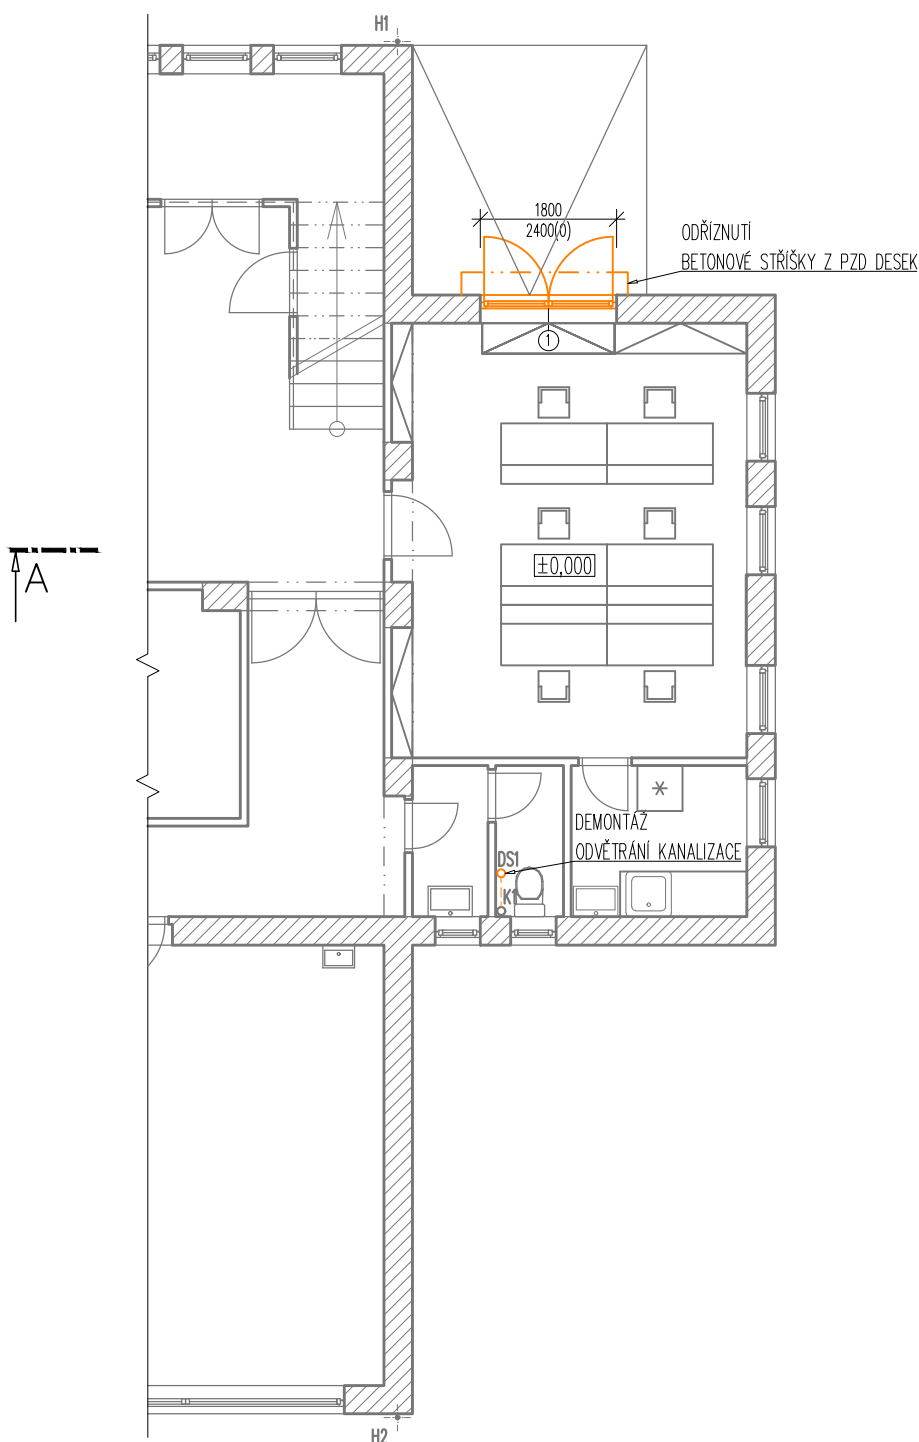 H1
1800
2400(0)
ODŘÍZNUTÍ
BETONOVÉ STŘÍŠKY Z PZD DESEK
1
±0,000
A
DEMONTÁŽ
ODVĚTRÁNÍ KANALIZACE
DS1
K1
H2